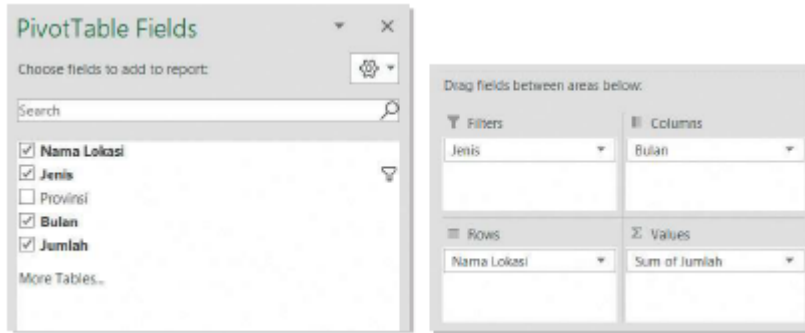 PivotTable Fields
Choose fields to add to report:
Search
Nama Lokasi
Jenis
Provinsi
Bulan
Jumlah
More Tables...
Drag fields between areas below:
Filters
Columns
Jenis
Bulan
Rows
Σ Values
Nama Lokasi
Sum of Jumlah